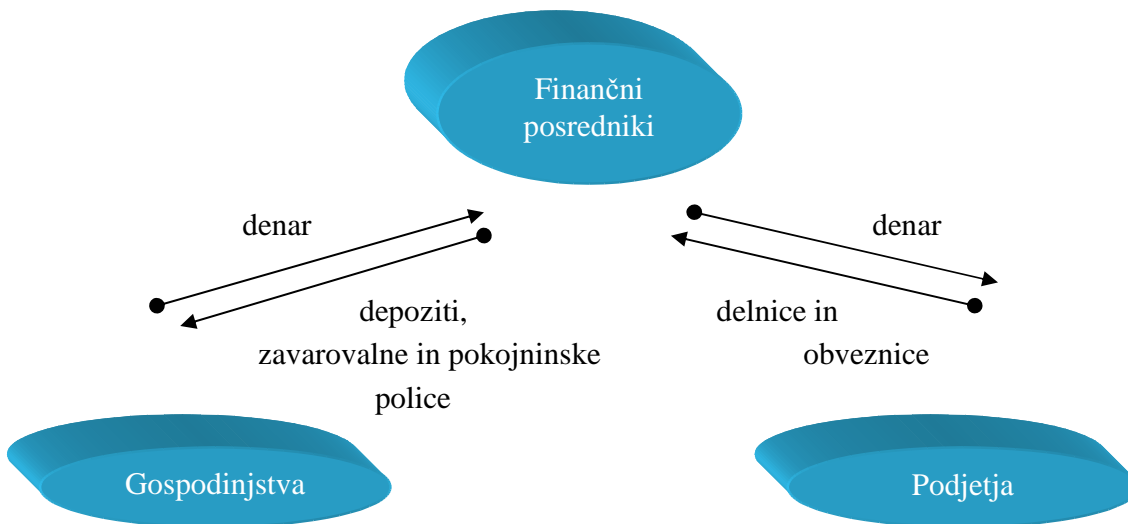 Finančni
posredniki
denar
denar
depoziti,
zavarovalne in pokojninske
police
delnice in
obveznice
Gospodinjstva
Podjetja